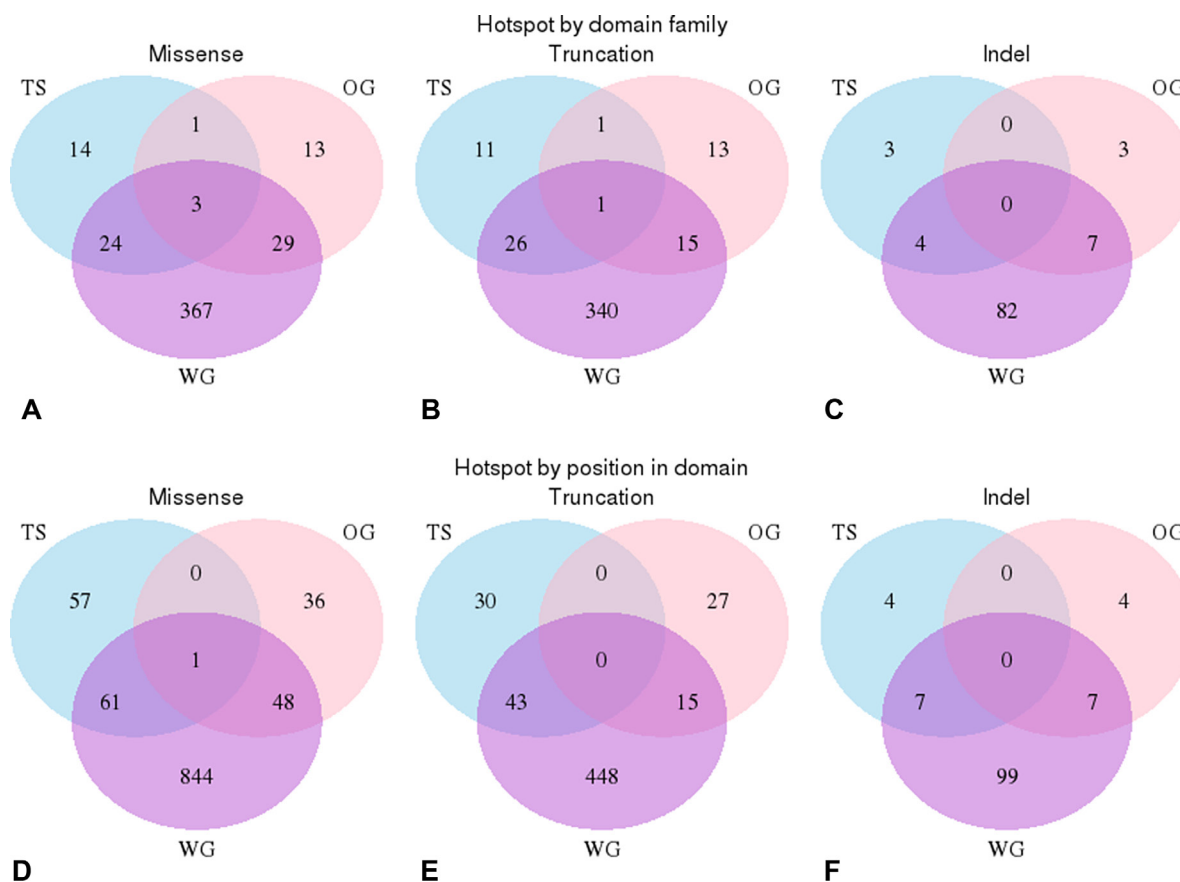 Hotspot by domain family
Missense Truncation Indel
TS OG TS OG TS OG
1 1 0
14 13 11 13 3 3
3 1 0
24 29 26 15 4 7
367 340 82
WG WG WG
A B C
Hotspot by position in domain
Missense Truncation Indel
TS OG TS OG TS OG
0 0 0
57 36 30 27 4 4
1 0 0
61 48 43 15 7 7
844 448 99
WG WG WG
D E F